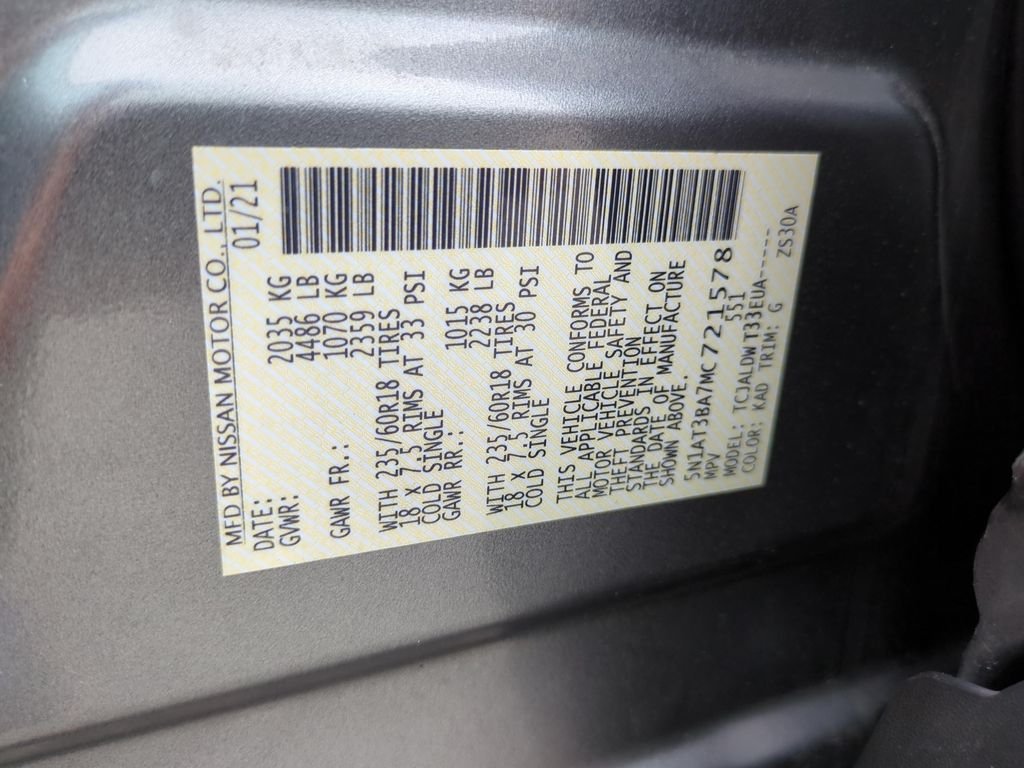 MFD BY NISSAN MOTOR CO., LTD.
DATE: 01/21
GVWR: 2035 KG
4486 LB
GAWR FR.: 1070 KG
2359 LB
WITH 235/60R18 TIRES
18 x 7.5 RIMS AT 33 PSI
COLD SINGLE
GAWR RR.: 1015 KG
2238 LB
WITH 235/60R18 TIRES
18 x 7.5 RIMS AT 30 PSI
COLD SINGLE
THIS VEHICLE CONFORMS TO
ALL APPLICABLE FEDERAL
MOTOR VEHICLE SAFETY AND
THEFT PREVENTION
STANDARDS IN EFFECT ON
THE DATE OF MANUFACTURE
SHOWN ABOVE.
5N1AT3BA7MC721578
MPV 551
MODEL: TCJALDWT33EUA-----
COLOR: KAD TRIM: G ZS30A